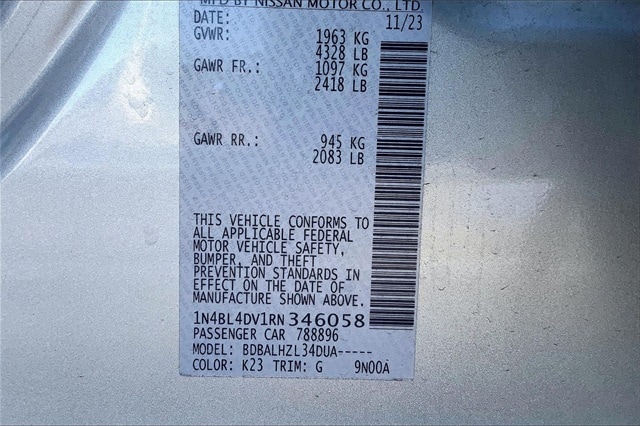 MFD BY NISSAN MOTOR CO., LTD.
DATE: 11/23
GVWR: 1963 KG
4328 LB
GAWR FR.: 1097 KG
2418 LB
GAWR RR.: 945 KG
2083 LB
THIS VEHICLE CONFORMS TO
ALL APPLICABLE FEDERAL
MOTOR VEHICLE SAFETY,
BUMPER, AND THEFT
PREVENTION STANDARDS IN
EFFECT ON THE DATE OF
MANUFACTURE SHOWN ABOVE.
1N4BL4DV1RN346058
PASSENGER CAR 788896
MODEL: BDBALHZL34DUA-----
COLOR: K23 TRIM: G 9N00A